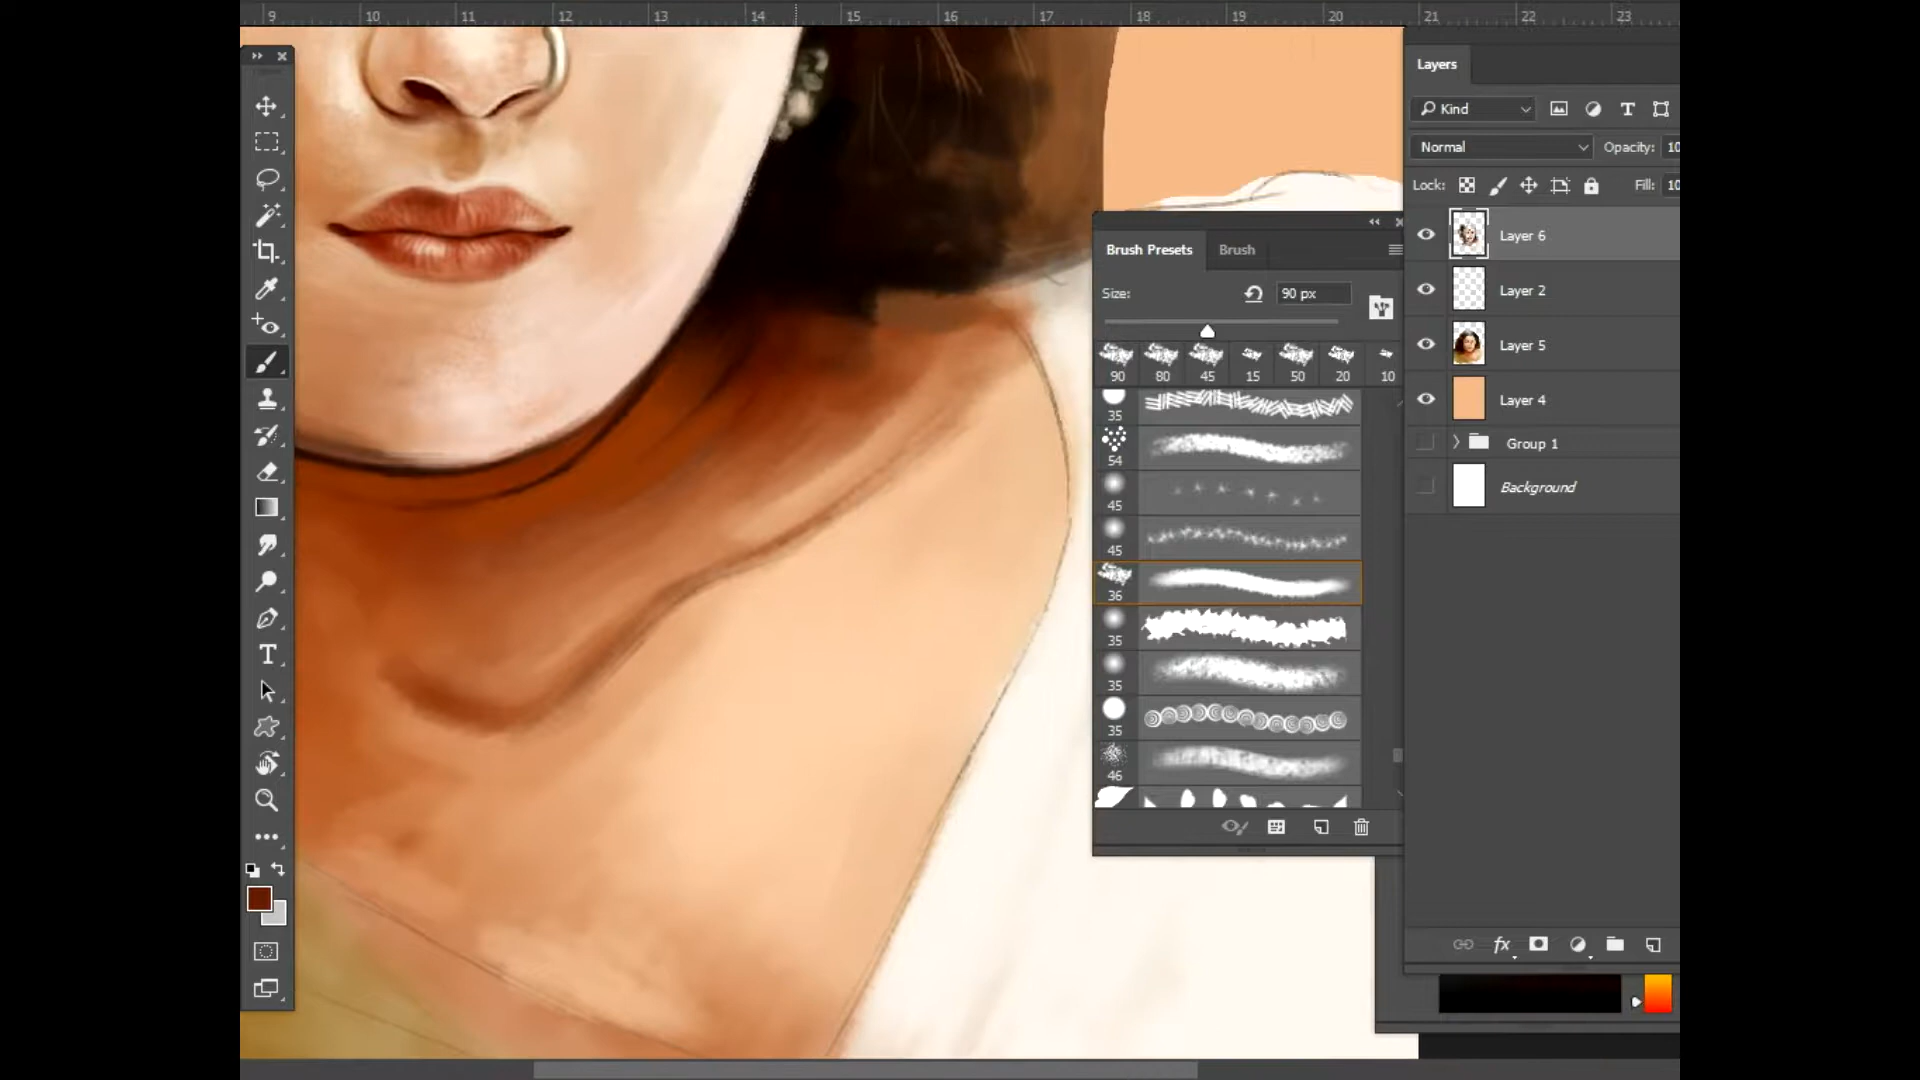 9 10 11 12 13 14 15 16 17 18 19 20 21 22 23
Layers
Kind
Normal Opacity: 10
Lock: Fill: 10
Layer 6
Layer 2
Layer 5
Layer 4
Group 1
Background
Brush Presets Brush
Size: 90 px
90 80 45 15 50 20 10
35
54
45
45
36
35
35
35
46